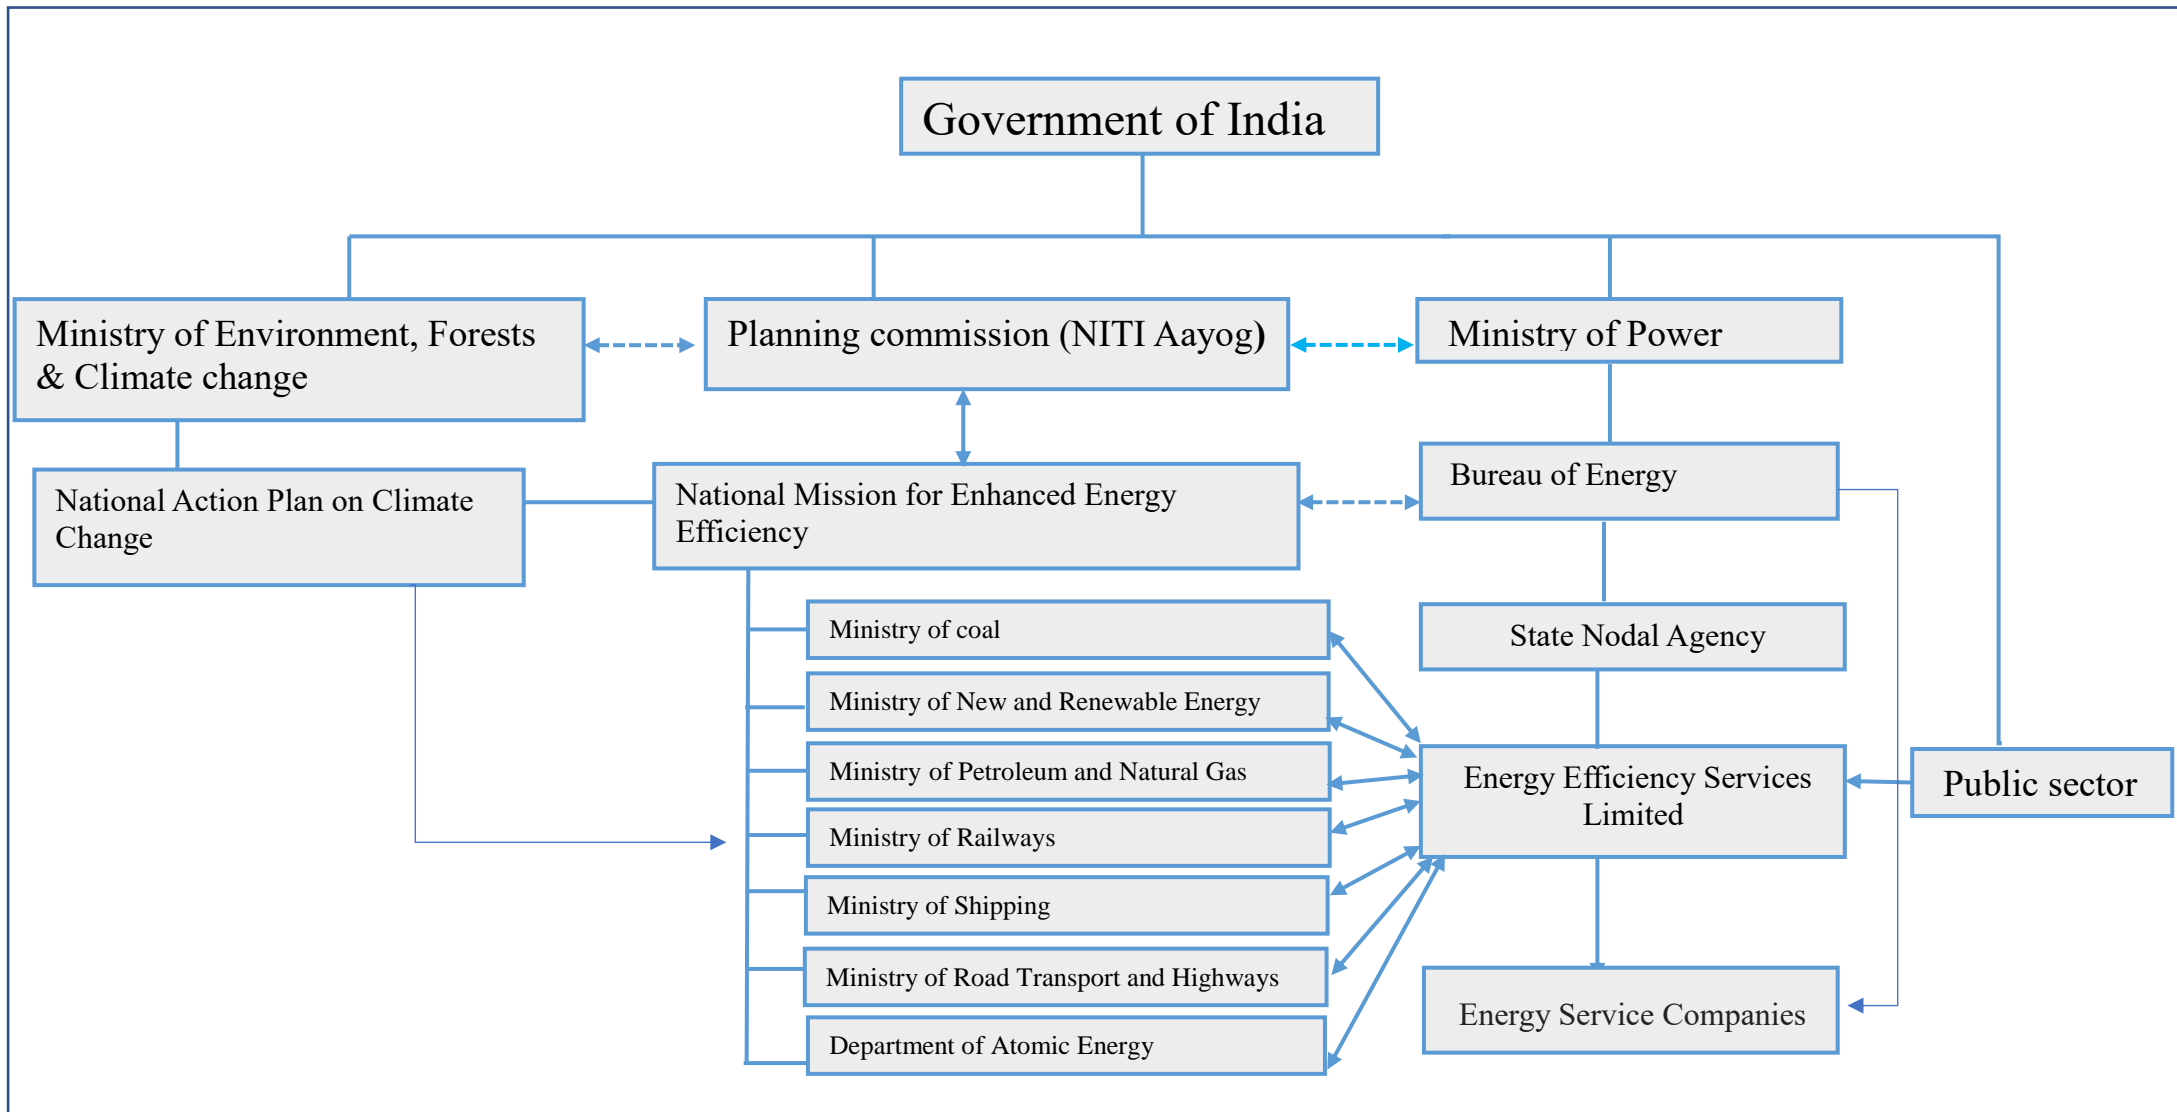 Government of India
Ministry of Environment, Forests
& Climate change
Planning commission (NITI Aayog)
Ministry of Power
National Action Plan on Climate
Change
National Mission for Enhanced Energy
Efficiency
Bureau of Energy
Ministry of coal
State Nodal Agency
Ministry of New and Renewable Energy
Ministry of Petroleum and Natural Gas
Energy Efficiency Services
Limited
Public sector
Ministry of Railways
Ministry of Shipping
Ministry of Road Transport and Highways
Energy Service Companies
Department of Atomic Energy